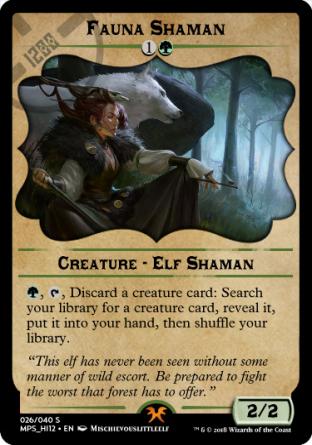 Fauna Shaman
1
1200
Creature - Elf Shaman
, , Discard a creature card: Search
your library for a creature card, reveal it,
put it into your hand, then shuffle your
library.
“This elf has never been seen without some
manner of wild escort. Be prepared to fight
the worst that forest has to offer.”
026/040 S
MPS_HI12 • EN Mischievouslittleelf
™ & © 2018 Wizards of the Coast
2/2